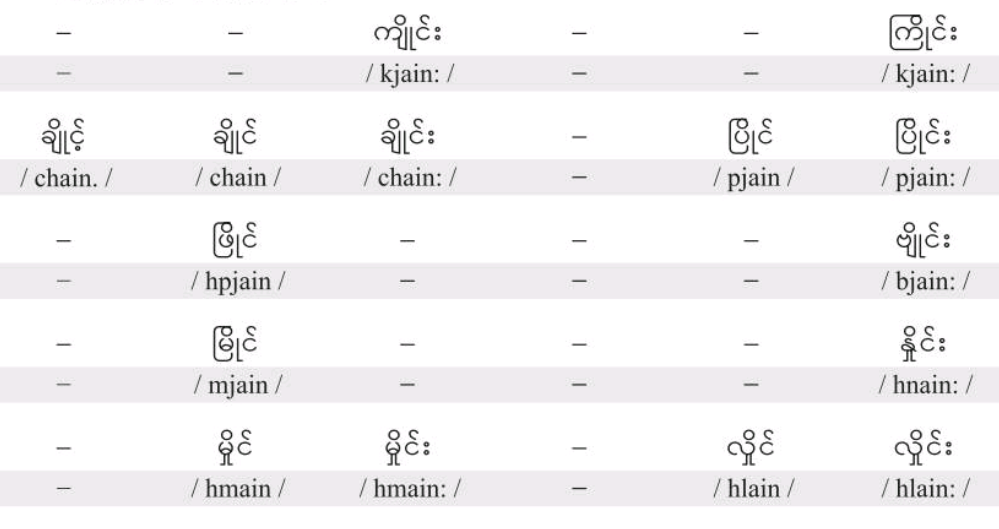 – – ကျိုင်း – – ကြိုင်း
– – / kjain: / – – / kjain: /
ချိုင့် ချိုင် ချိုင်း – ပြိုင် ပြိုင်း
/ chain. / / chain / / chain: / – / pjain / / pjain: /
– ဖြိုင် – – – ဗျိုင်း
– / hpjain / – – – / bjain: /
– မြိုင် – – – နှိုင်း
– / mjain / – – – / hnain: /
– မှိုင် မှိုင်း – လှိုင် လှိုင်း
– / hmain / / hmain: / – / hlain / / hlain: /